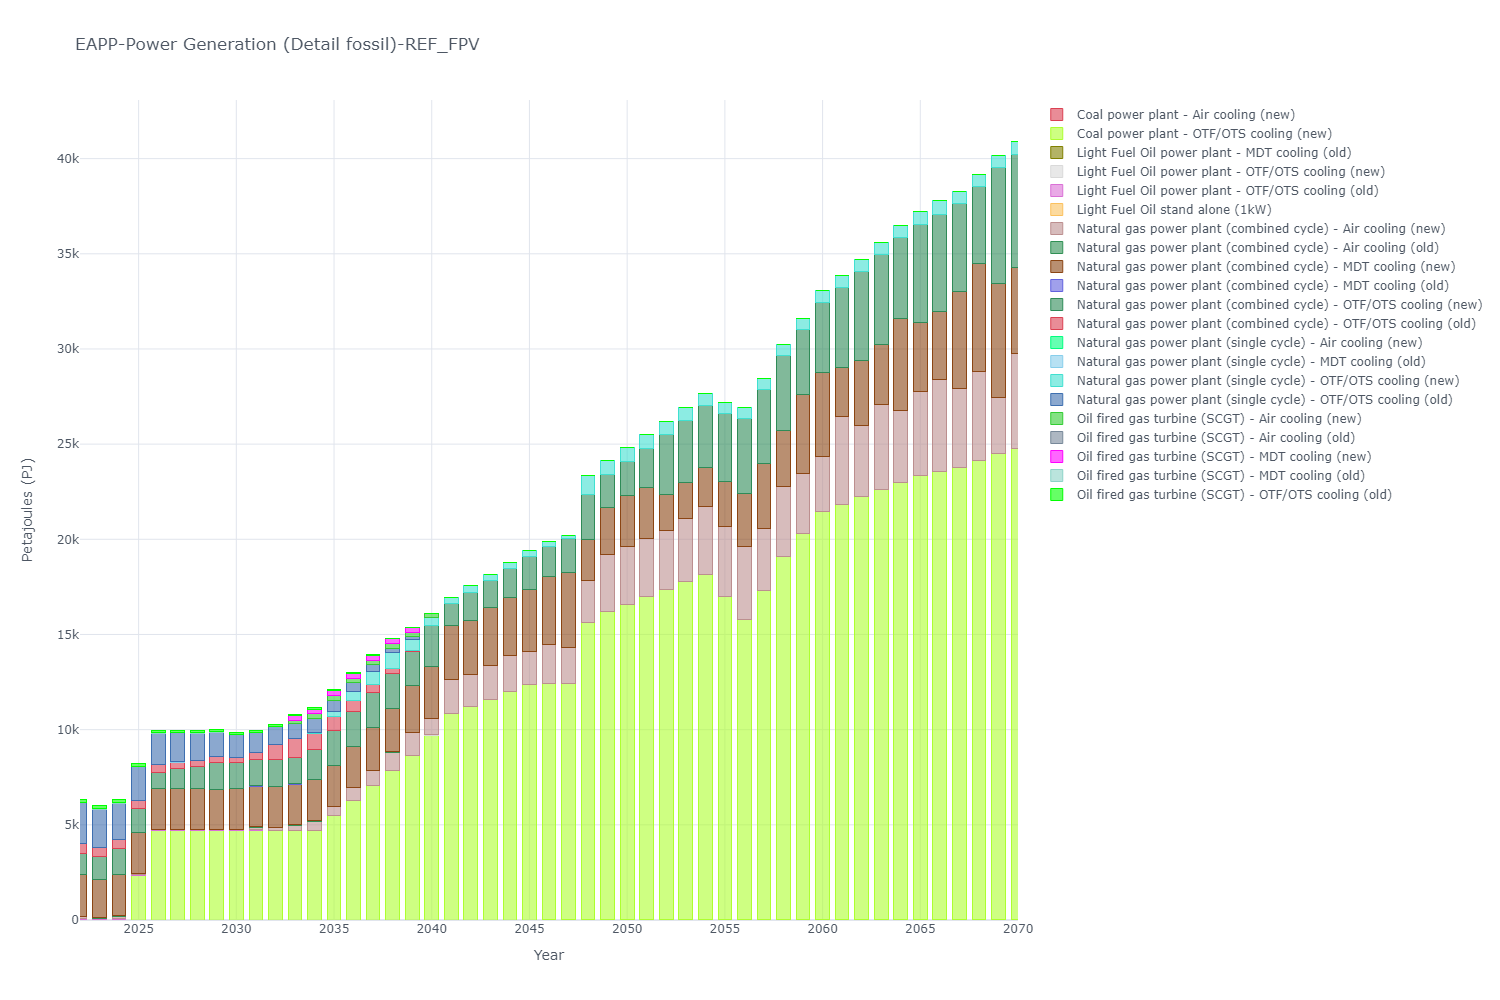 EAPP-Power Generation (Detail fossil)-REF_FPV
40k
35k
30k
25k
20k
15k
10k
5k
0
Petajoules (PJ)
2025
2030
2035
2040
2045
2050
2055
2060
2065
2070
Year
Coal power plant - Air cooling (new)
Coal power plant - OTF/OTS cooling (new)
Light Fuel Oil power plant - MDT cooling (old)
Light Fuel Oil power plant - OTF/OTS cooling (new)
Light Fuel Oil power plant - OTF/OTS cooling (old)
Light Fuel Oil stand alone (1kW)
Natural gas power plant (combined cycle) - Air cooling (new)
Natural gas power plant (combined cycle) - Air cooling (old)
Natural gas power plant (combined cycle) - MDT cooling (new)
Natural gas power plant (combined cycle) - MDT cooling (old)
Natural gas power plant (combined cycle) - OTF/OTS cooling (new)
Natural gas power plant (combined cycle) - OTF/OTS cooling (old)
Natural gas power plant (single cycle) - Air cooling (new)
Natural gas power plant (single cycle) - MDT cooling (old)
Natural gas power plant (single cycle) - OTF/OTS cooling (new)
Natural gas power plant (single cycle) - OTF/OTS cooling (old)
Oil fired gas turbine (SCGT) - Air cooling (new)
Oil fired gas turbine (SCGT) - Air cooling (old)
Oil fired gas turbine (SCGT) - MDT cooling (new)
Oil fired gas turbine (SCGT) - MDT cooling (old)
Oil fired gas turbine (SCGT) - OTF/OTS cooling (old)